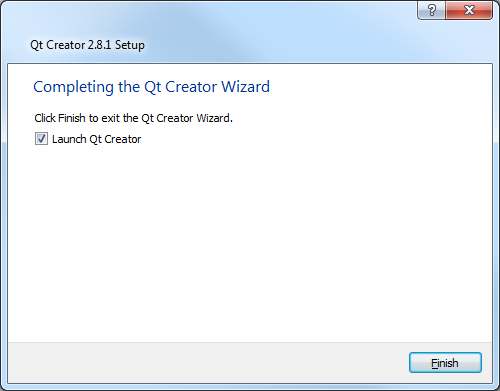 ?
Qt Creator 2.8.1 Setup
Completing the Qt Creator Wizard
Click Finish to exit the Qt Creator Wizard.
Launch Qt Creator
Finish